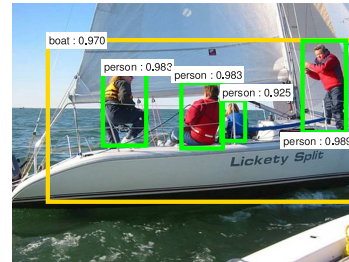 boat : 0.970
person : 0.983
person : 0.983
person : 0.925
person : 0.989
Lickety Split